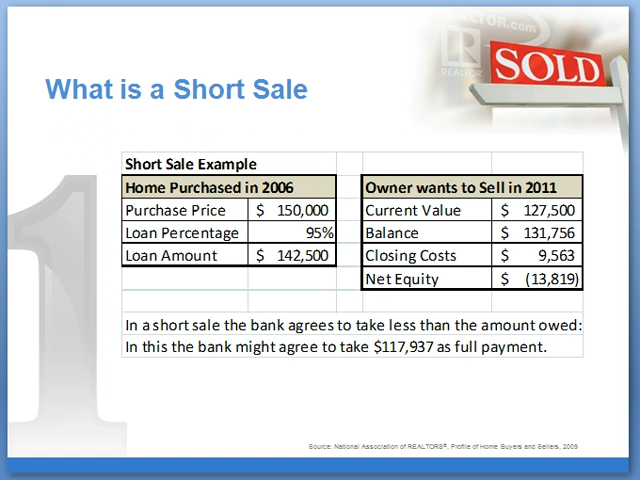 REALTOR.com
REALTOR®
SOLD
What is a Short Sale
1
Short Sale Example
Home Purchased in 2006 Owner wants to Sell in 2011
Purchase Price $ 150,000 Current Value $ 127,500
Loan Percentage 95% Balance $ 131,756
Loan Amount $ 142,500 Closing Costs $ 9,563
Net Equity $ (13,819)
In a short sale the bank agrees to take less than the amount owed:
In this the bank might agree to take $117,937 as full payment.
Source: National Association of REALTORS®, Profile of Home Buyers and Sellers, 2009